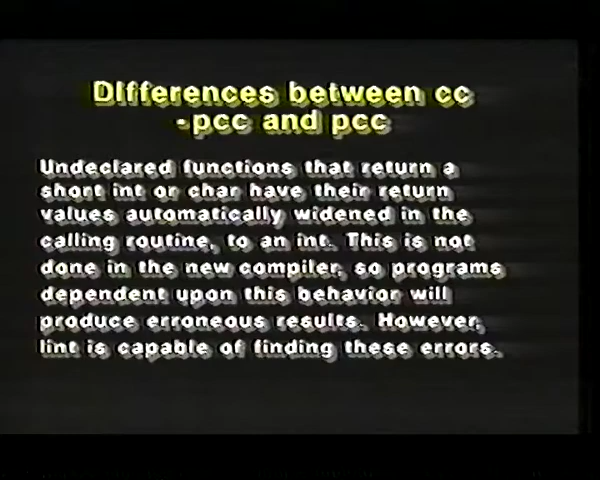 Differences between cc
-pcc and pcc
Undeclared functions that return a
short int or char have their return
values automatically widened in the
calling routine, to an int. This is not
done in the new compiler, so programs
dependent upon this behavior will
produce erroneous results. However,
lint is capable of finding these errors.